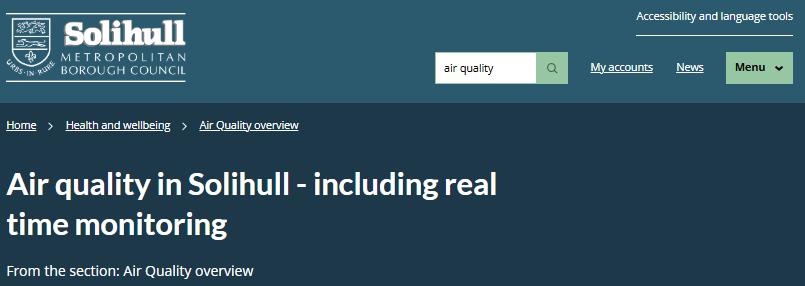 Accessibility and language tools
Solihull
METROPOLITAN
BOROUGH COUNCIL
URBS·IN·RURE
air quality
My accounts
News
Menu
Home > Health and wellbeing > Air Quality overview
Air quality in Solihull - including real
time monitoring
From the section: Air Quality overview